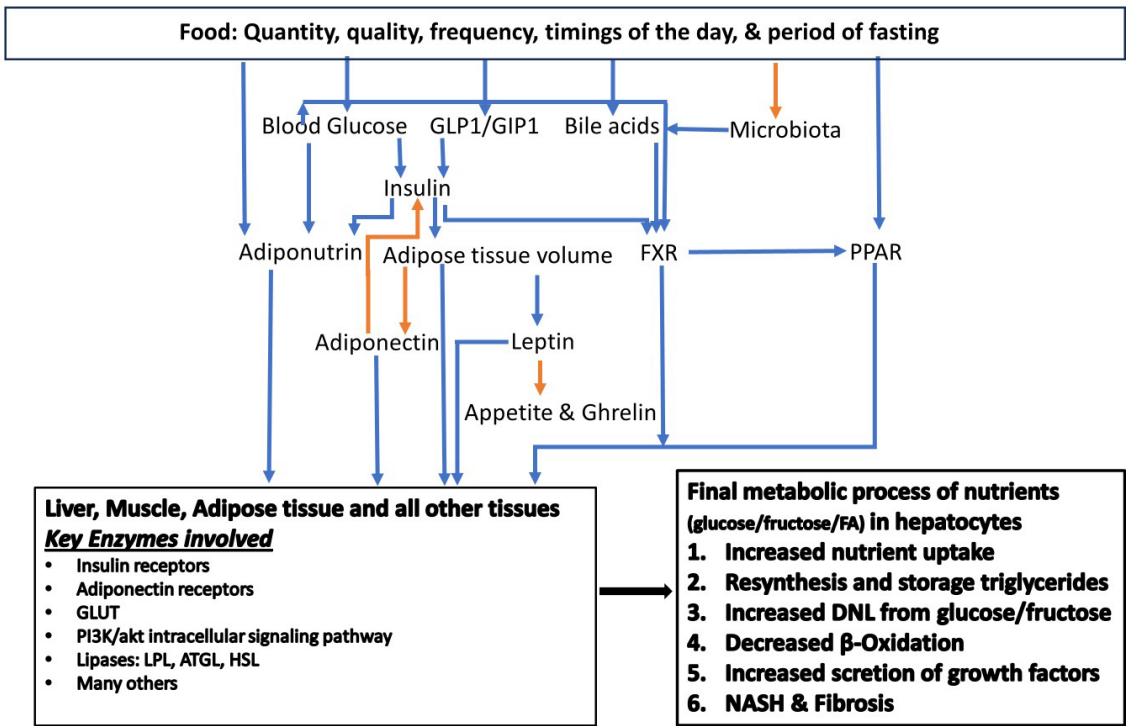 Food: Quantity, quality, frequency, timings of the day, & period of fasting
Blood Glucose
GLP1/GIP1
Bile acids
Microbiota
Insulin
Adiponutrin
Adipose tissue volume
FXR
PPAR
Adiponectin
Leptin
Appetite & Ghrelin
Liver, Muscle, Adipose tissue and all other tissues
Key Enzymes involved
• Insulin receptors
• Adiponectin receptors
• GLUT
• PI3K/akt intracellular signaling pathway
• Lipases: LPL, ATGL, HSL
• Many others
Final metabolic process of nutrients
(glucose/fructose/FA) in hepatocytes
1. Increased nutrient uptake
2. Resynthesis and storage triglycerides
3. Increased DNL from glucose/fructose
4. Decreased β-Oxidation
5. Increased scretion of growth factors
6. NASH & Fibrosis